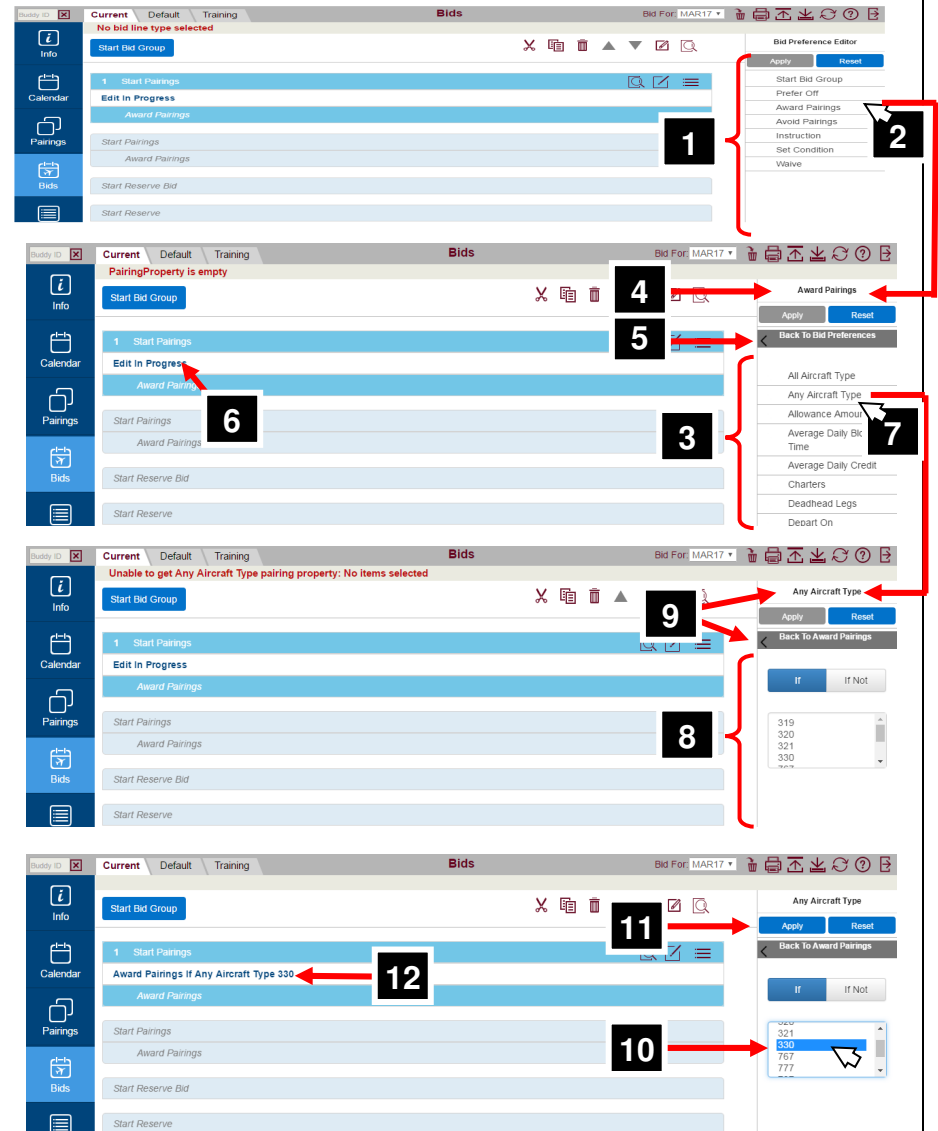 Buddy ID Current Default Training Bids Bid For: MAR17
No bid line type selected
Info
Start Bid Group
Bid Preference Editor
Apply Reset
Calendar
1 Start Pairings
Edit In Progress
Award Pairings
Start Bid Group
Prefer Off
Award Pairings
Avoid Pairings
Instruction
Set Condition
Waive
1
2
Pairings
Start Pairings
Award Pairings
Bids
Start Reserve Bid
Start Reserve
Buddy ID Current Default Training Bids Bid For: MAR17
PairingProperty is empty
Info
Start Bid Group
4
Award Pairings
Apply Reset
5
Back To Bid Preferences
Calendar
1 Start Pairings
Edit In Progress
Award Pairings
6
All Aircraft Type
Any Aircraft Type
Allowance Amou
7
Average Daily Blo
Time
Average Daily Credit
Charters
Deadhead Legs
Depart On
3
Pairings
Start Pairings
Award Pairings
Bids
Start Reserve Bid
Start Reserve
Buddy ID Current Default Training Bids Bid For: MAR17
Unable to get Any Aircraft Type pairing property: No items selected
Info
Start Bid Group
9
Any Aircraft Type
Apply Reset
Back To Award Pairings
Calendar
1 Start Pairings
Edit In Progress
Award Pairings
If If Not
8
319
320
321
330
767
Pairings
Start Pairings
Award Pairings
Bids
Start Reserve Bid
Start Reserve
Buddy ID Current Default Training Bids Bid For: MAR17
Info
Start Bid Group
Any Aircraft Type
11
Apply Reset
Back To Award Pairings
Calendar
1 Start Pairings
Award Pairings If Any Aircraft Type 330
12
Award Pairings
If If Not
10
320
321
330
767
777
Pairings
Start Pairings
Award Pairings
Bids
Start Reserve Bid
Start Reserve